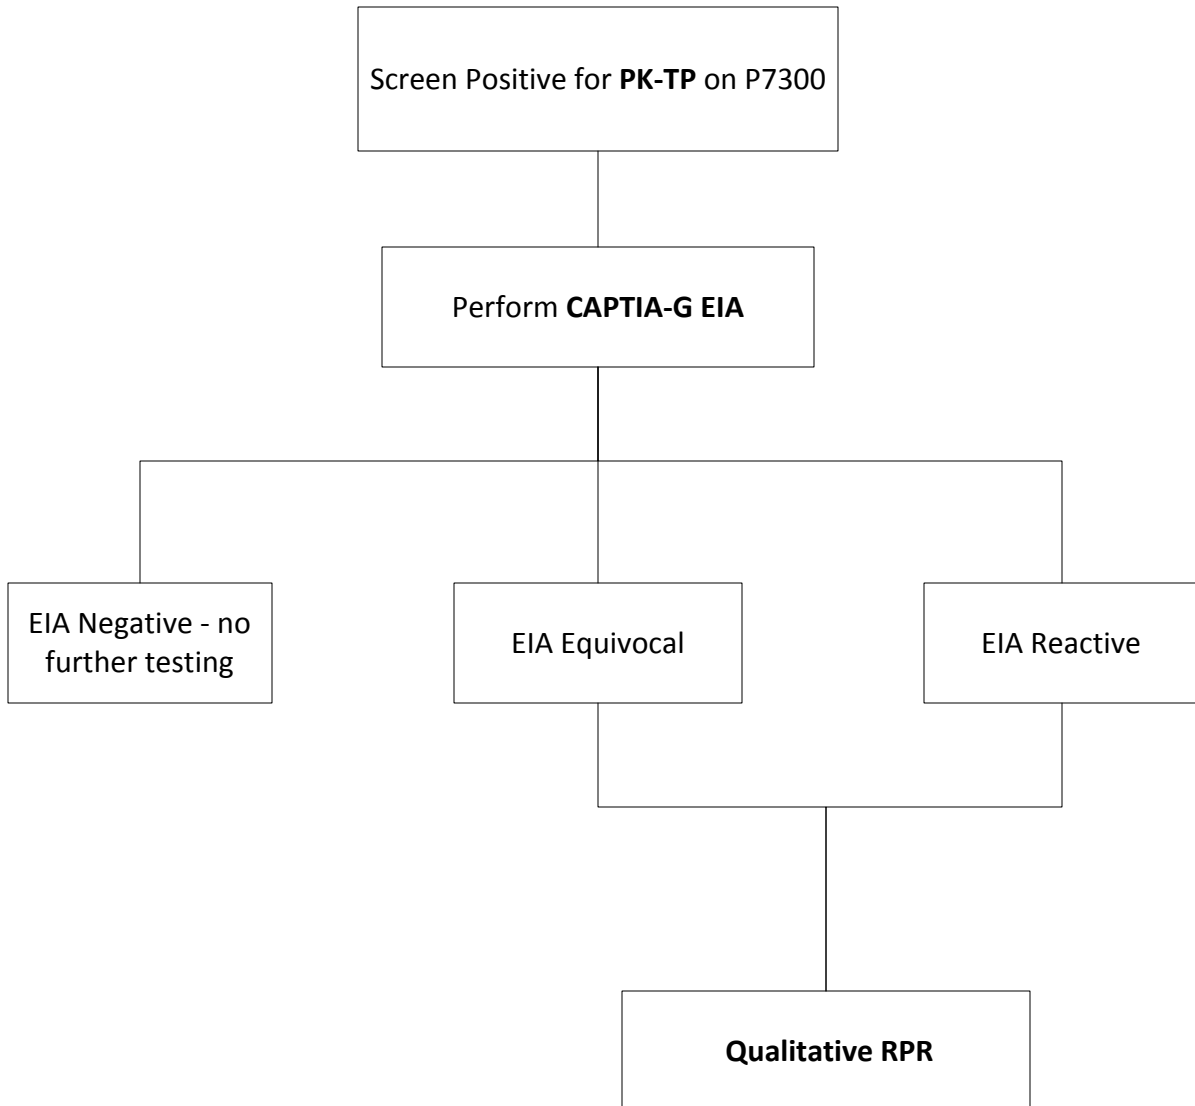 Screen Positive for PK-TP on P7300
Perform CAPTIA-G EIA
EIA Negative - no
further testing
EIA Equivocal
EIA Reactive
Qualitative RPR